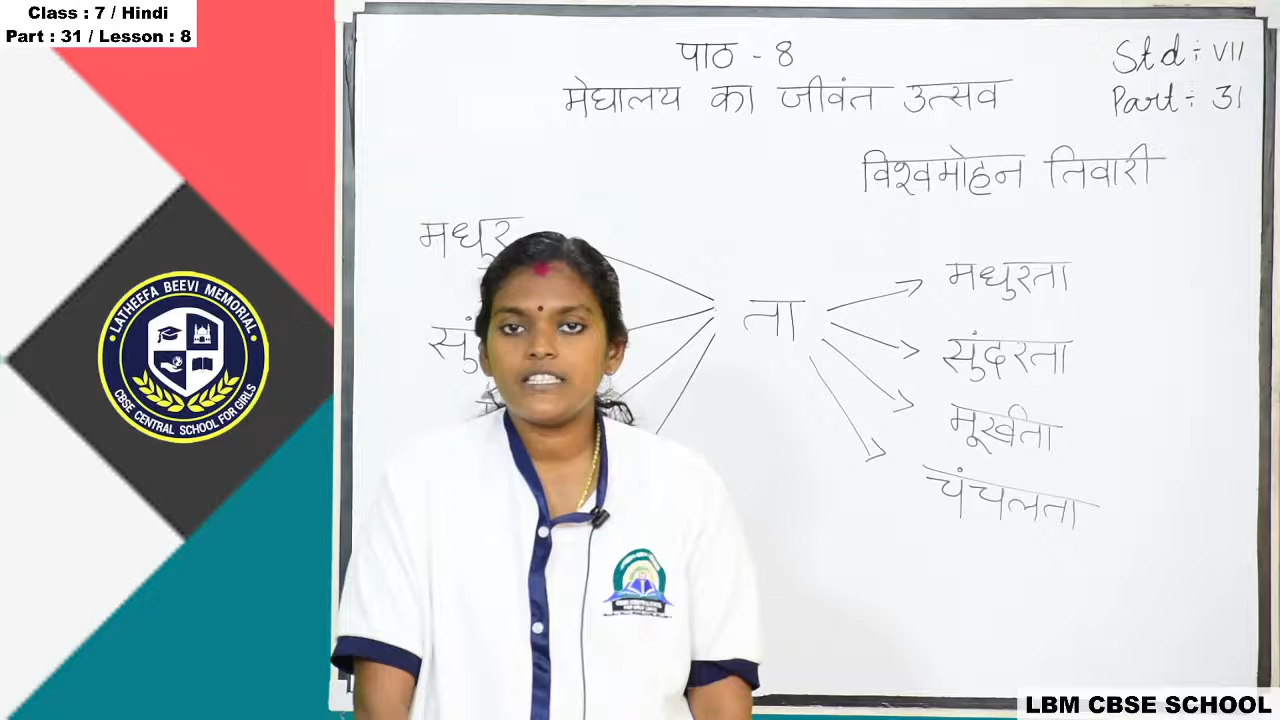 Class : 7 / Hindi
Part : 31 / Lesson : 8
पाठ - 8
Std : VII
मेघालय का जीवंत उत्सव
Part : 31
विश्वमोहन तिवारी
मधुर
ता
मधुरता
सुं
सुंदरता
मूर्खता
चंचलता
LATHEEFA BEEVI MEMORIAL
CBSE CENTRAL SCHOOL FOR GIRLS
LBM CBSE SCHOOL